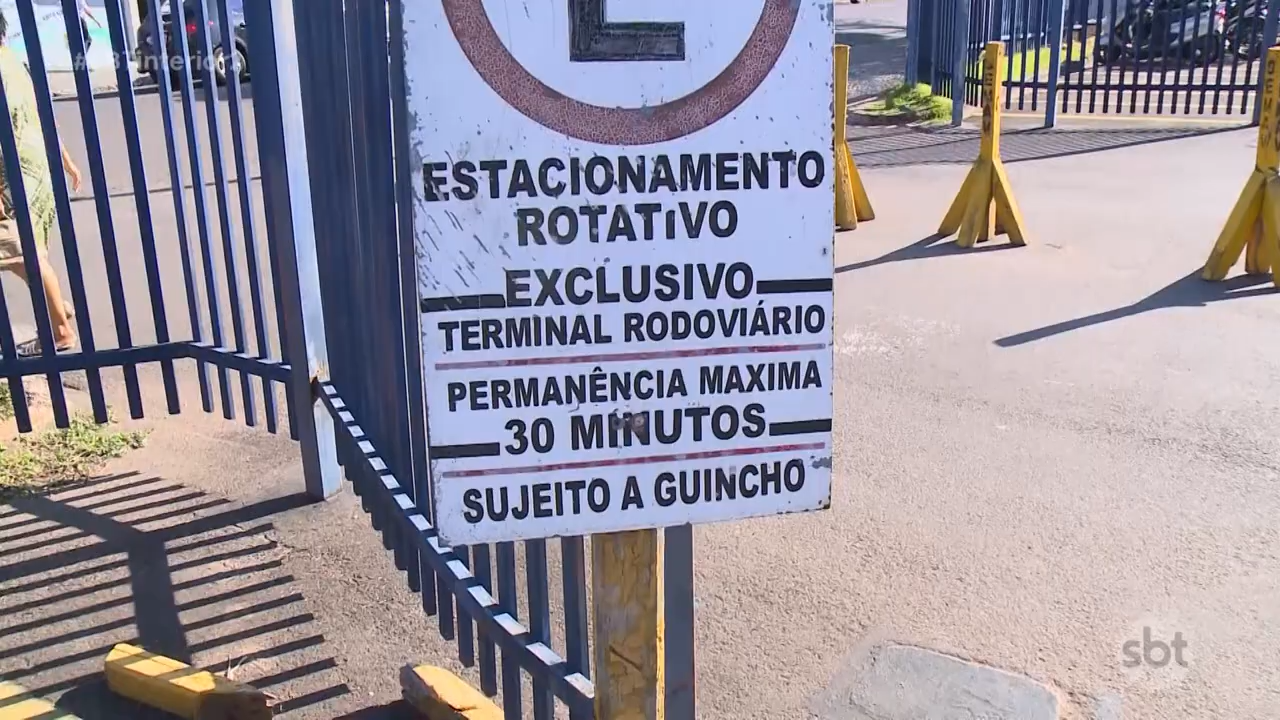 E
ESTACIONAMENTO
ROTATIVO
EXCLUSIVO
TERMINAL RODOVIÁRIO
PERMANÊNCIA MAXIMA
30 MINUTOS
SUJEITO A GUINCHO
sbt